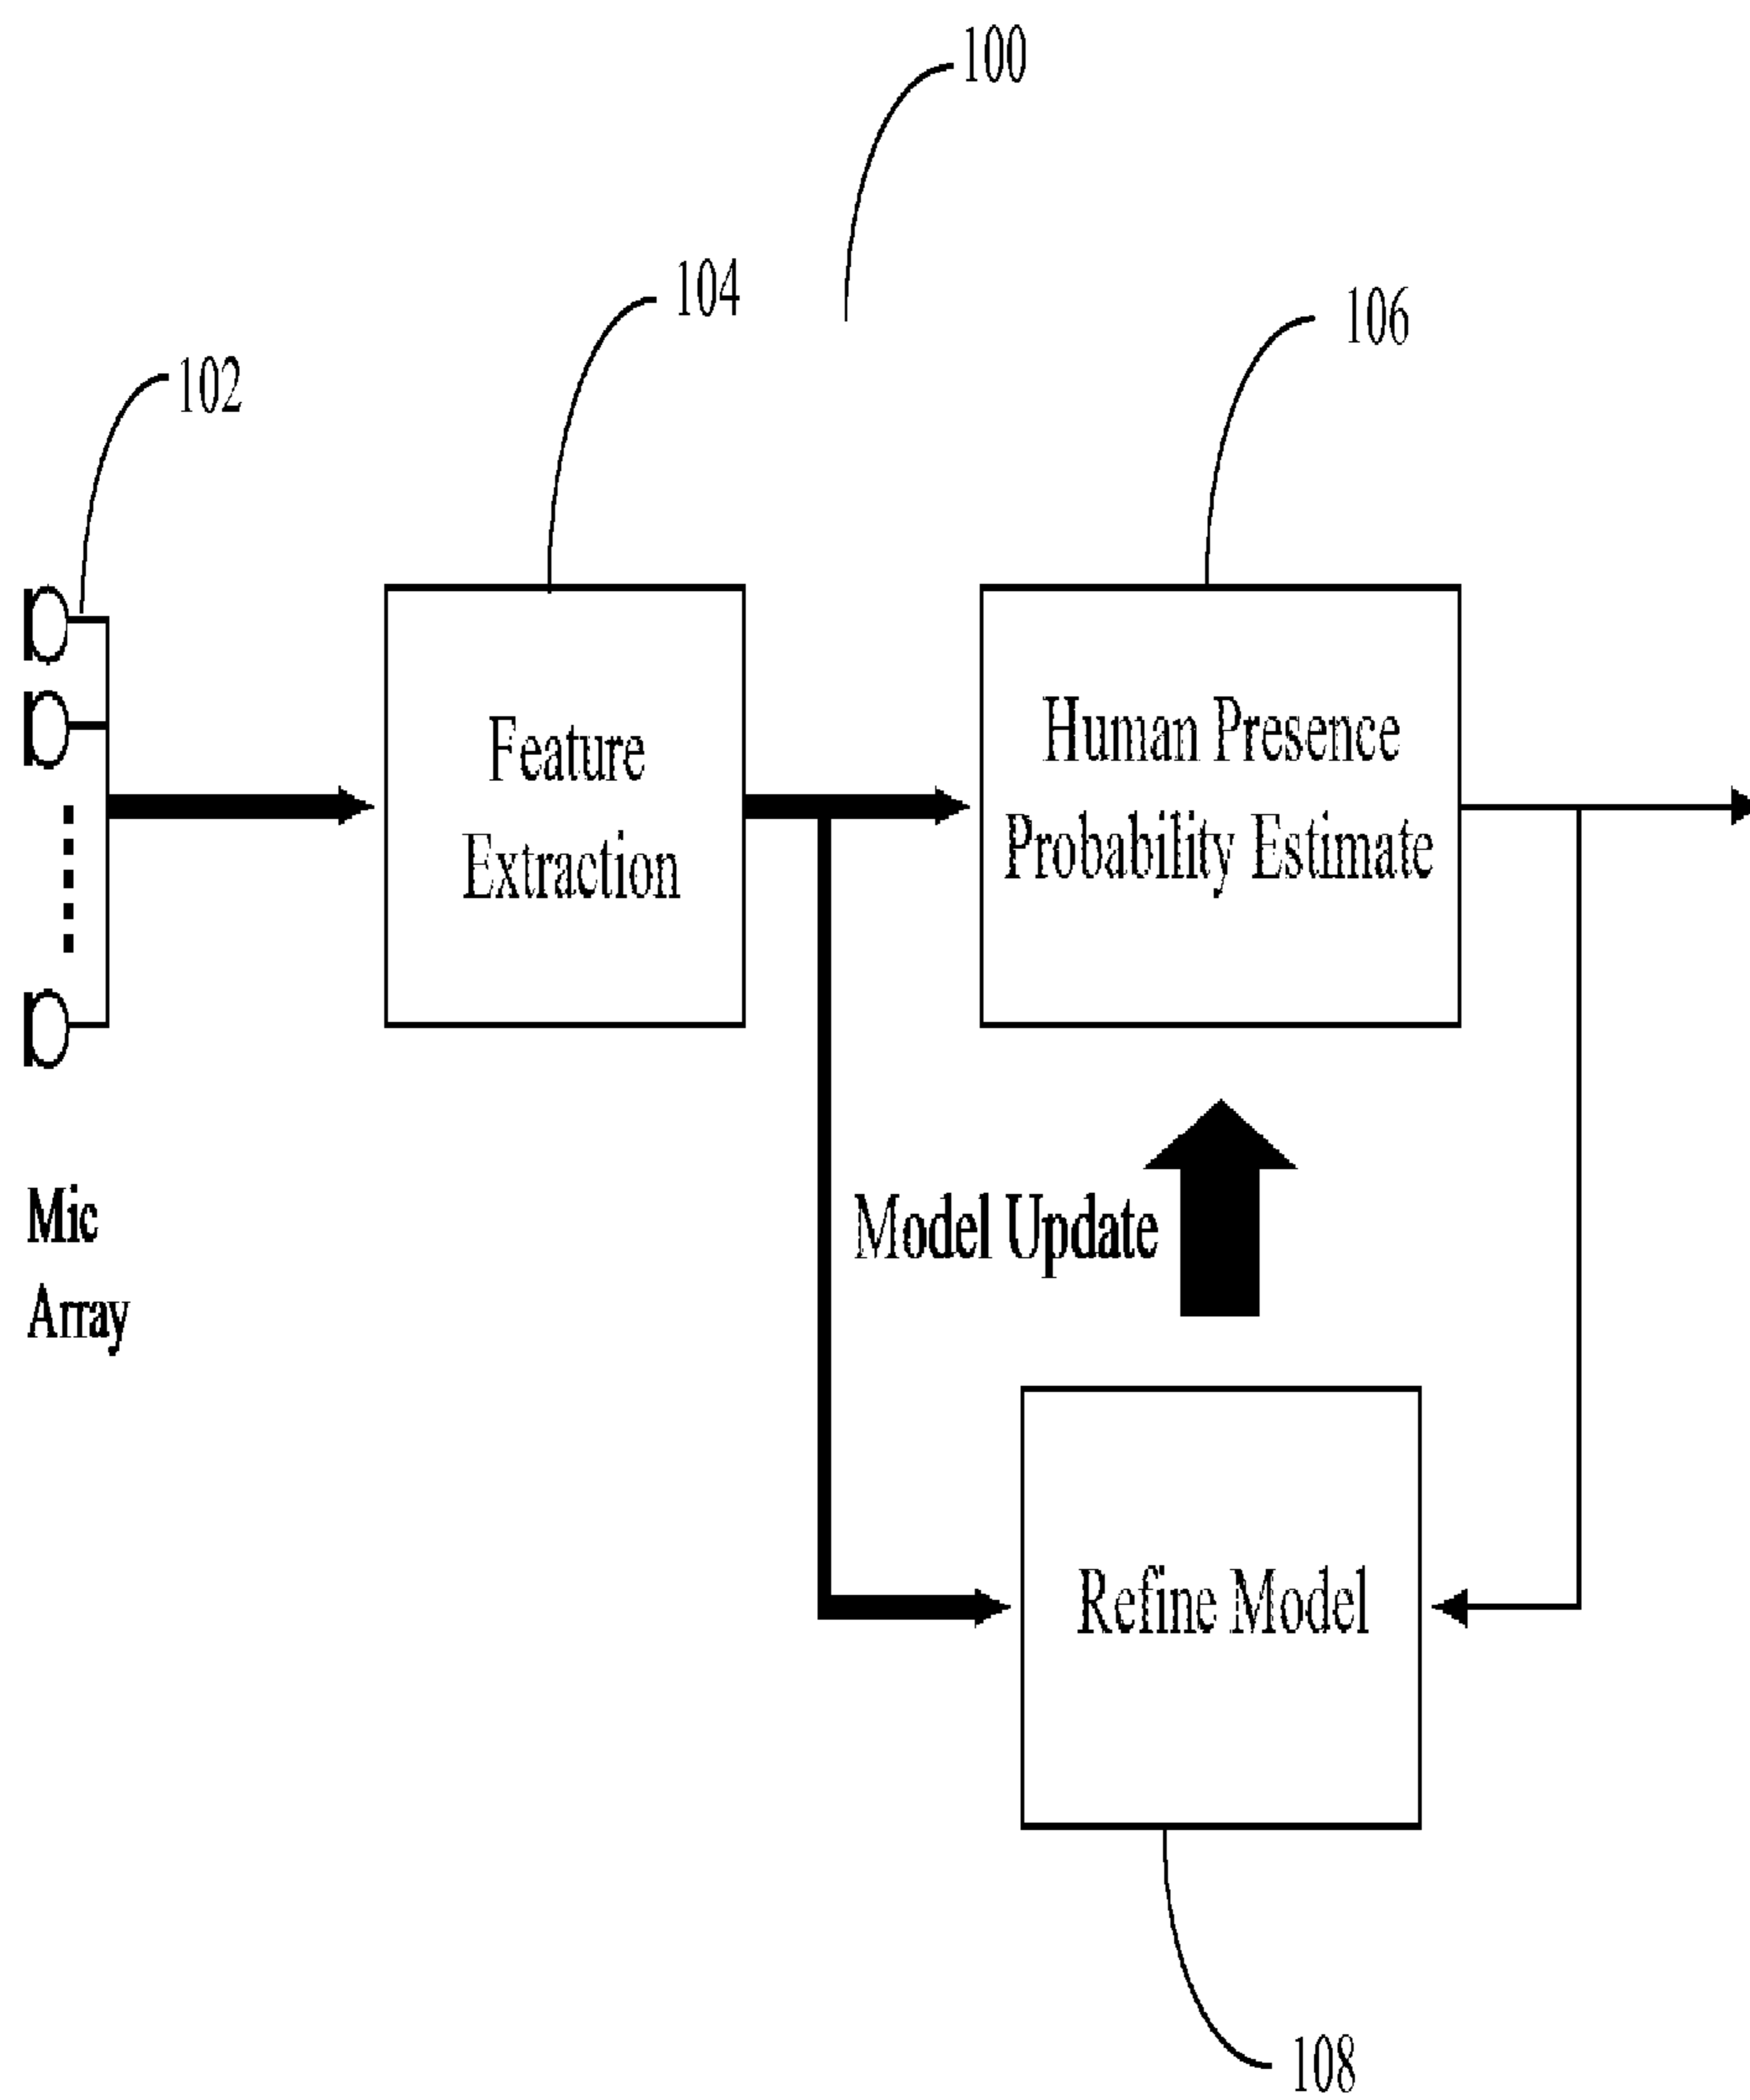 100
104
106
102
Feature
Extraction
Human Presence
Probability Estimate
Mic
Array
Model Update
Refine Model
108